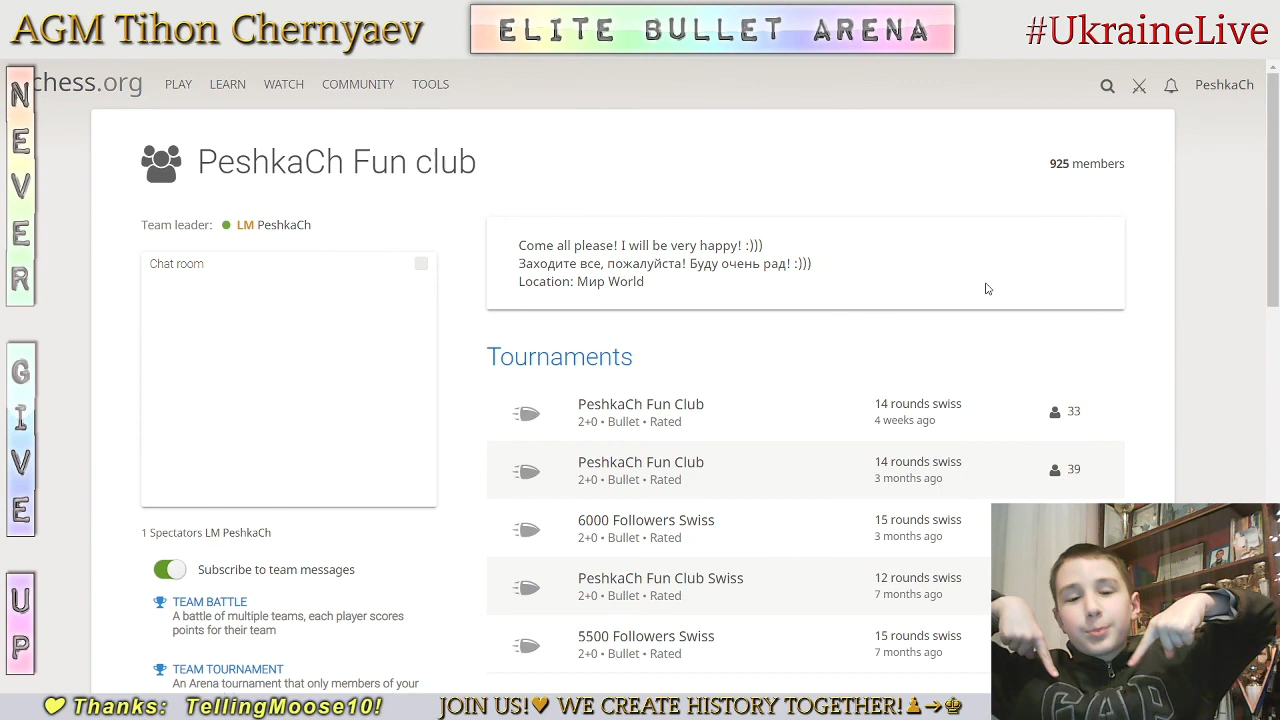 AGM Tihon Chernyaev
ELITE BULLET ARENA
#UkraineLive
NEVER
GIVE
UP
chess.org
PLAY LEARN WATCH COMMUNITY TOOLS
PeshkaCh
PeshkaCh Fun club
925 members
Team leader: LM PeshkaCh
Chat room
Come all please! I will be very happy! :)))
Заходите все, пожалуйста! Буду очень рад! :)))
Location: Мир World
Tournaments
PeshkaCh Fun Club
2+0 • Bullet • Rated
14 rounds swiss
4 weeks ago
33
PeshkaCh Fun Club
2+0 • Bullet • Rated
14 rounds swiss
3 months ago
39
6000 Followers Swiss
2+0 • Bullet • Rated
15 rounds swiss
3 months ago
PeshkaCh Fun Club Swiss
2+0 • Bullet • Rated
12 rounds swiss
7 months ago
5500 Followers Swiss
2+0 • Bullet • Rated
15 rounds swiss
7 months ago
1 Spectators LM PeshkaCh
Subscribe to team messages
TEAM BATTLE
A battle of multiple teams, each player scores
points for their team
TEAM TOURNAMENT
An Arena tournament that only members of your
GAP
Thanks: TellingMoose10!
JOIN US!🧡 WE CREATE HISTORY TOGETHER!♟→♚